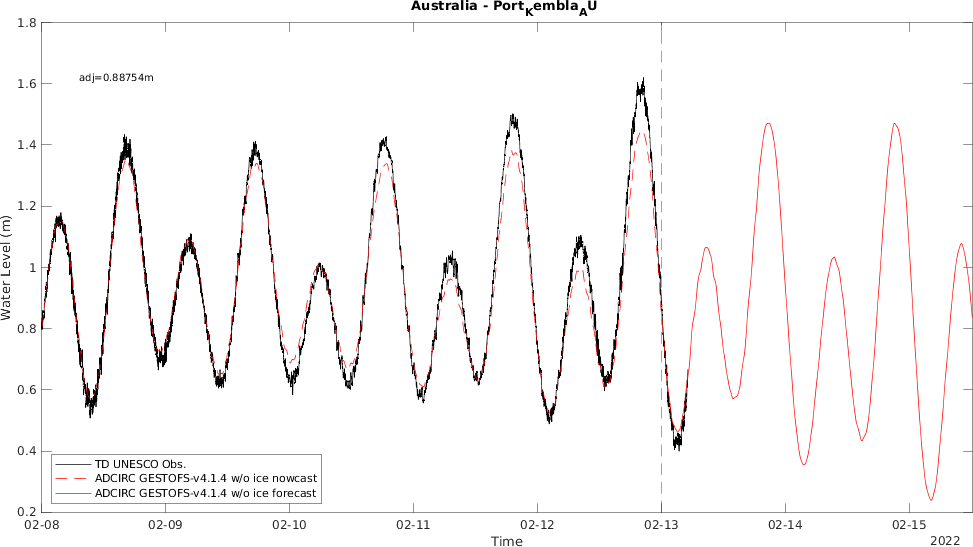 Australia - Port_Kembla_AU
adj=0.88754m
1.8
1.6
1.4
1.2
1
0.8
0.6
0.4
0.2
Water Level (m)
TD UNESCO Obs.
ADCIRC GESTOFS-v4.1.4 w/o ice nowcast
ADCIRC GESTOFS-v4.1.4 w/o ice forecast
02-08 02-09 02-10 02-11 02-12 02-13 02-14 02-15
Time
2022